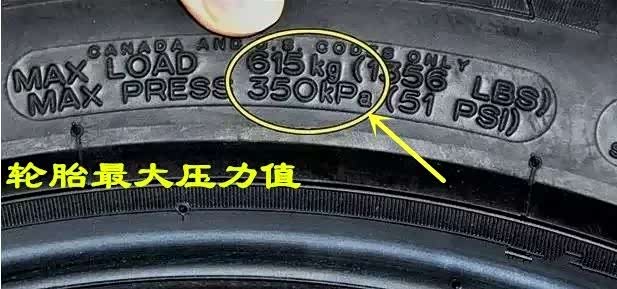 CANADA AND U.S. CODES ONLY
MAX LOAD 615kg (1356 LBS)
MAX PRESS 350kPa (51 PSI)
轮胎最大压力值